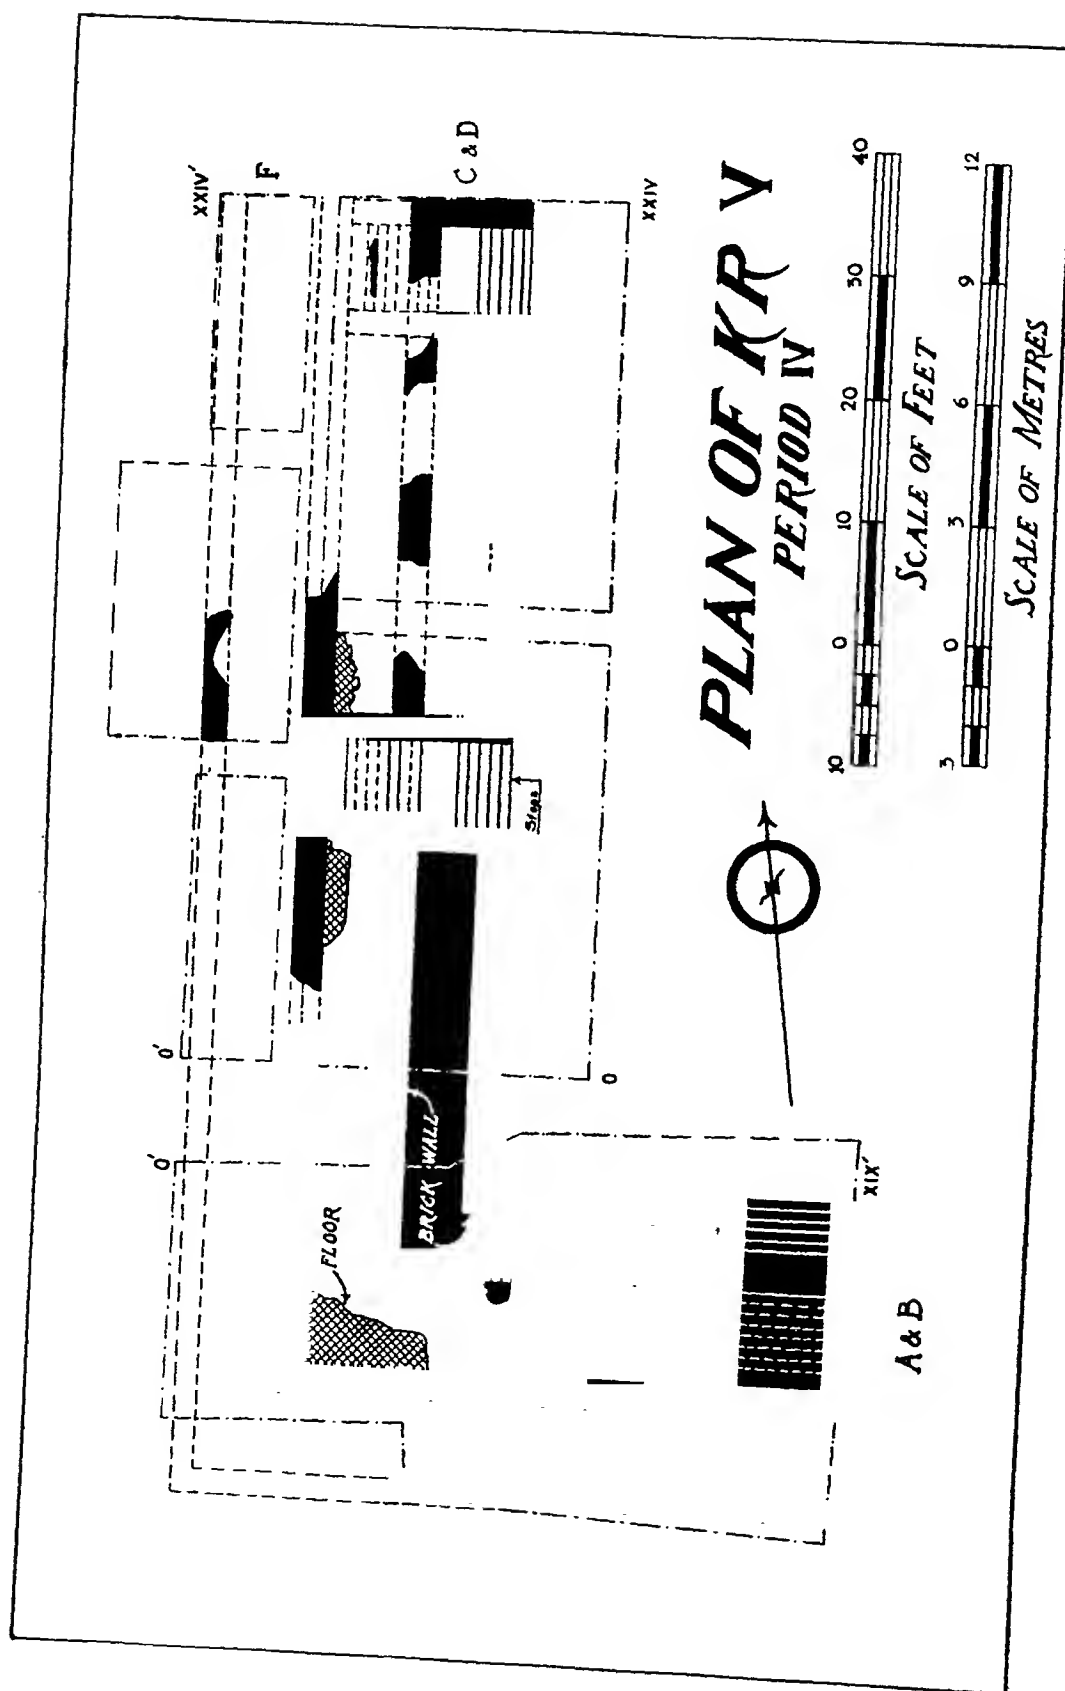 PLAN OF KR V
PERIOD IV
10 0 10 20 30 40
SCALE OF FEET
3 0 3 6 9 12
SCALE OF METRES
XXIV'
F
C & D
XXIV
O'
O'
O
Steps
BRICK WALL
FLOOR
XIX'
A & B
N